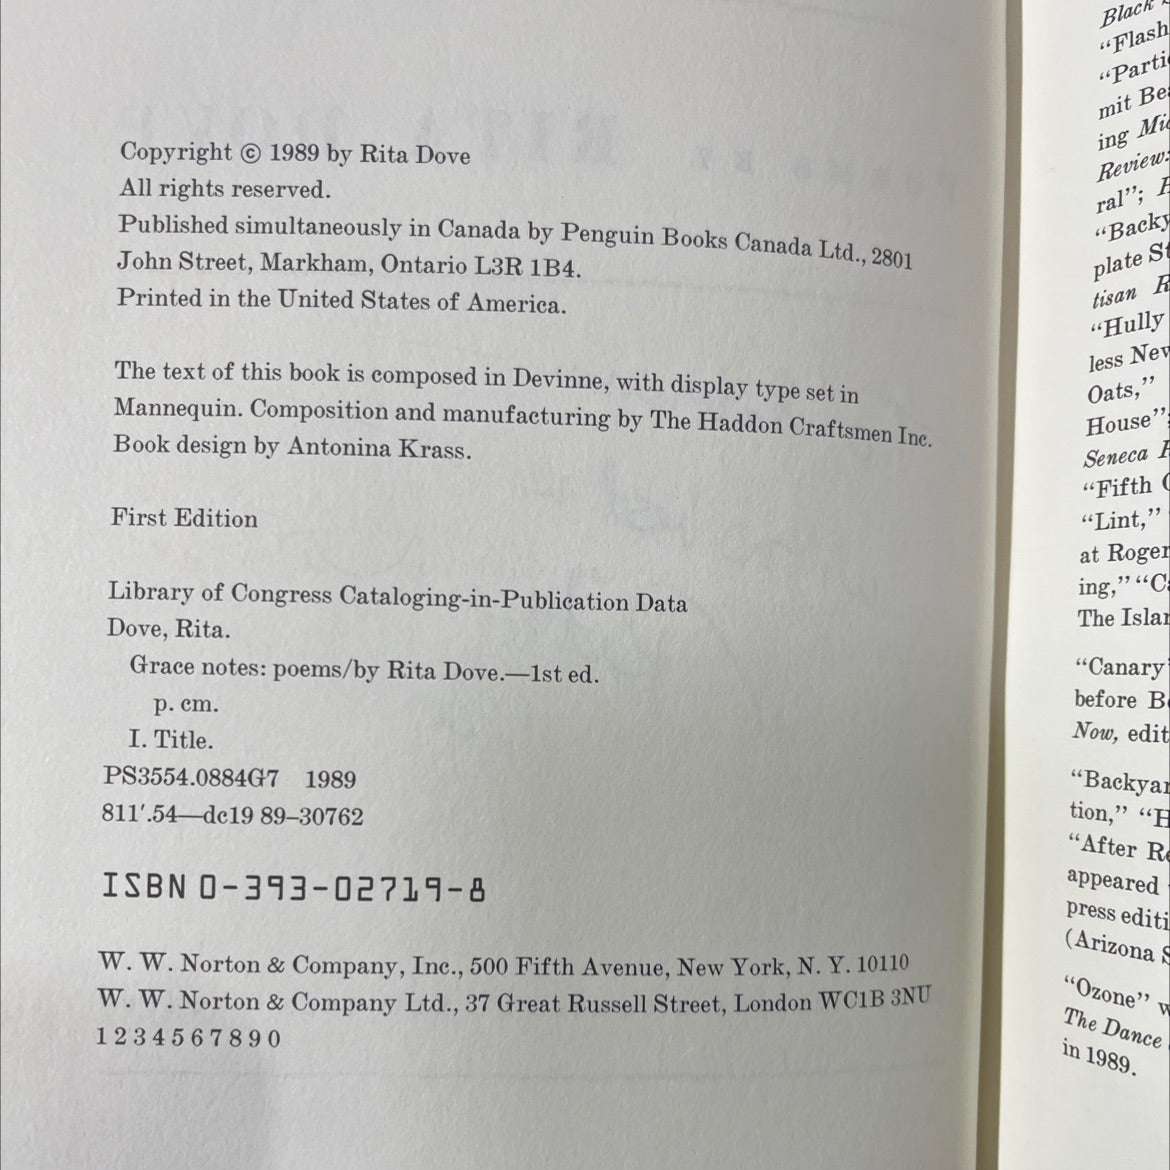 Copyright © 1989 by Rita Dove
All rights reserved.
Published simultaneously in Canada by Penguin Books Canada Ltd., 2801
John Street, Markham, Ontario L3R 1B4.
Printed in the United States of America.
The text of this book is composed in Devinne, with display type set in
Mannequin. Composition and manufacturing by The Haddon Craftsmen Inc.
Book design by Antonina Krass.
First Edition
Library of Congress Cataloging-in-Publication Data
Dove, Rita.
Grace notes: poems/by Rita Dove.—1st ed.
p. cm.
I. Title.
PS3554.0884G7 1989
811′.54—dc19 89–30762
ISBN 0-393-02719-8
W. W. Norton & Company, Inc., 500 Fifth Avenue, New York, N. Y. 10110
W. W. Norton & Company Ltd., 37 Great Russell Street, London WC1B 3NU
1 2 3 4 5 6 7 8 9 0
Black
“Flash
“Parti
mit Be
ing Mi
Review:
ral”;
“Backy
plate St
tisan R
“Hully
less New
Oats,”
House”;
Seneca
“Fifth
“Lint,”
at Roger
ing,” “Ca
The Islan
“Canary
before Be
Now, edit
“Backyar
tion,” “H
“After Re
appeared
press editi
(Arizona S
“Ozone” w
The Dance
in 1989.